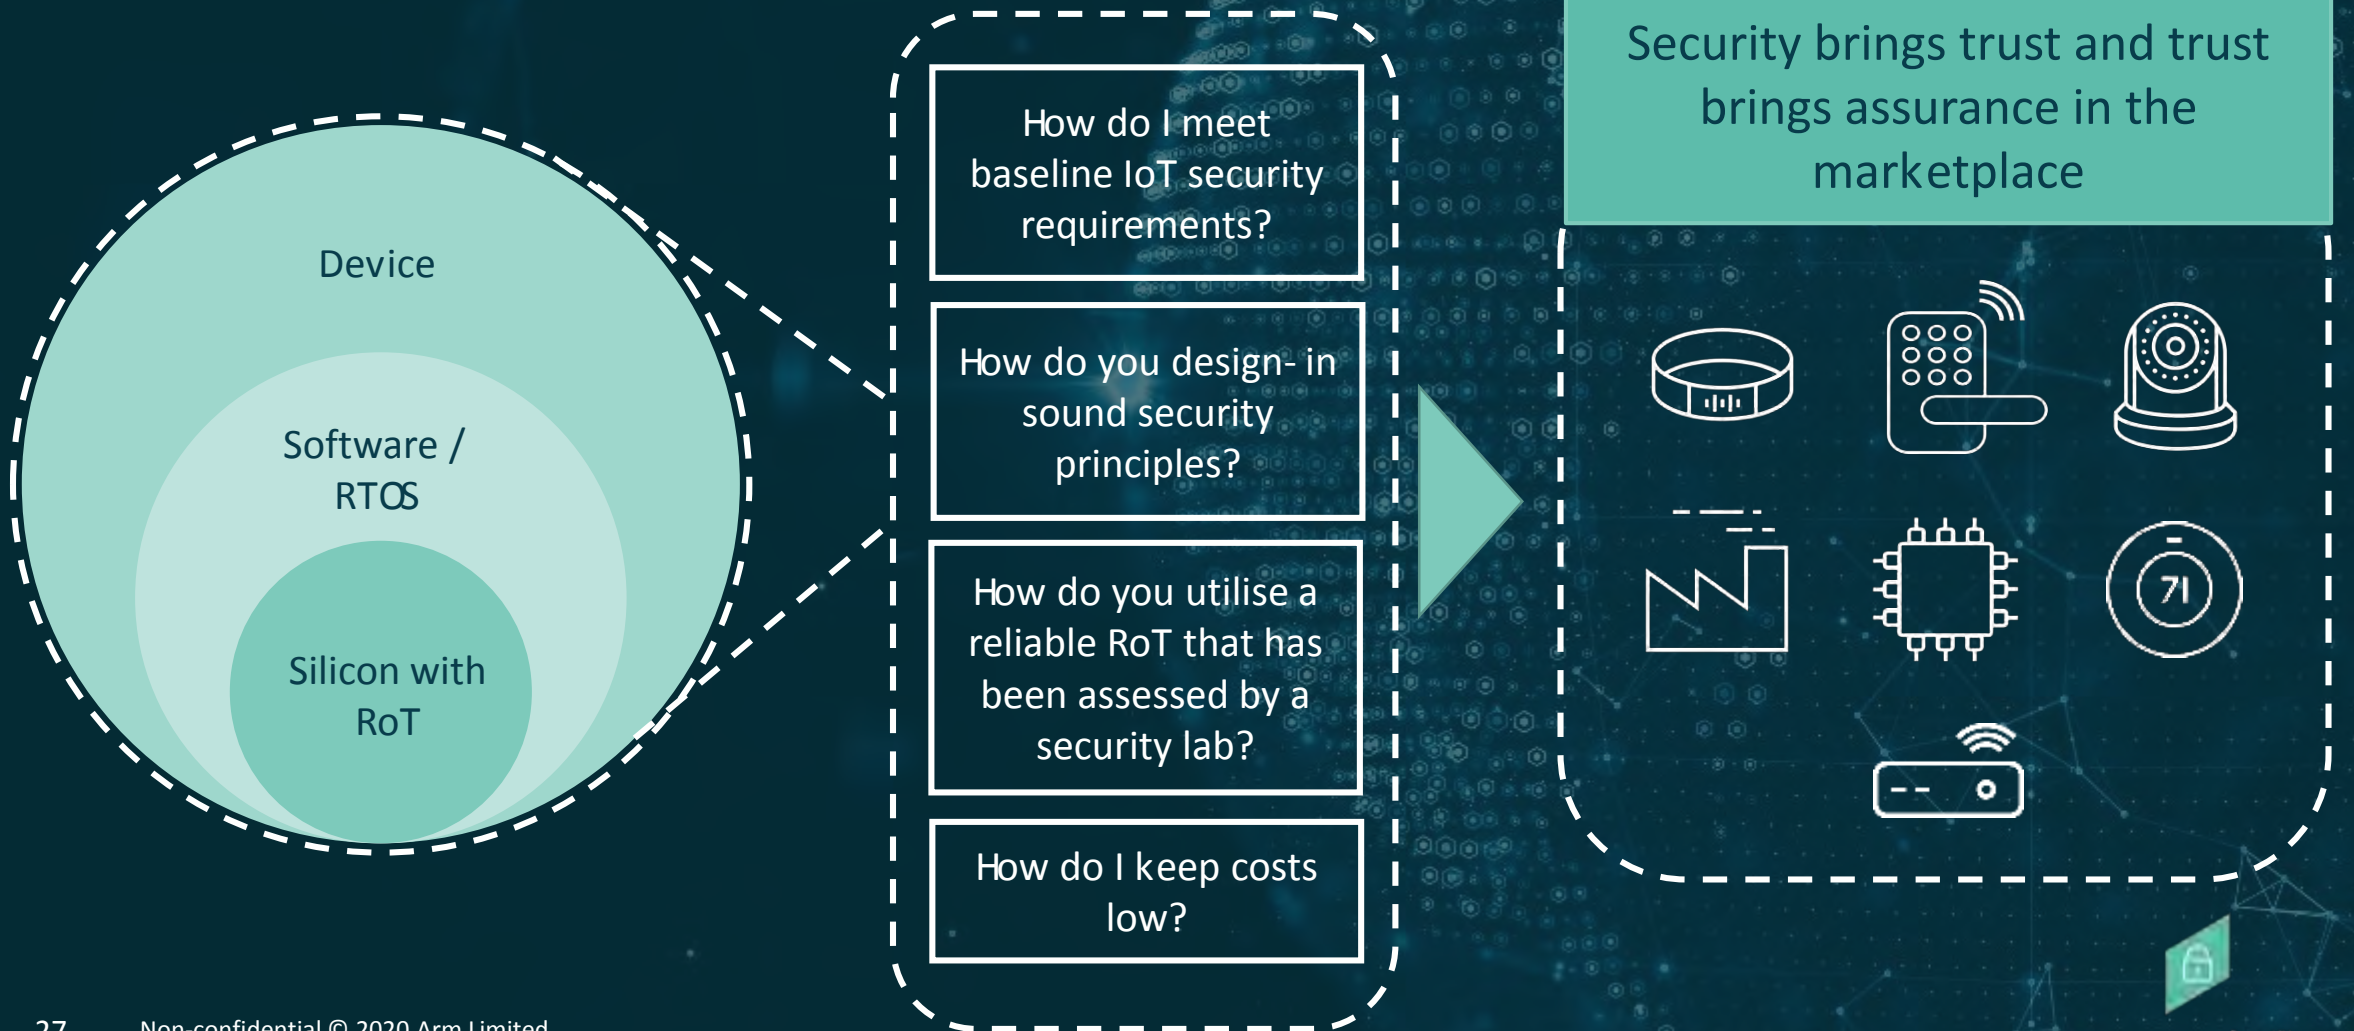 Device
Software /
RTOS
Silicon with
RoT
How do I meet
baseline IoT security
requirements?
How do you design- in
sound security
principles?
How do you utilise a
reliable RoT that has
been assessed by a
security lab?
How do I keep costs
low?
Security brings trust and trust
brings assurance in the
marketplace
71
27 Non-confidential © 2020 Arm Limited